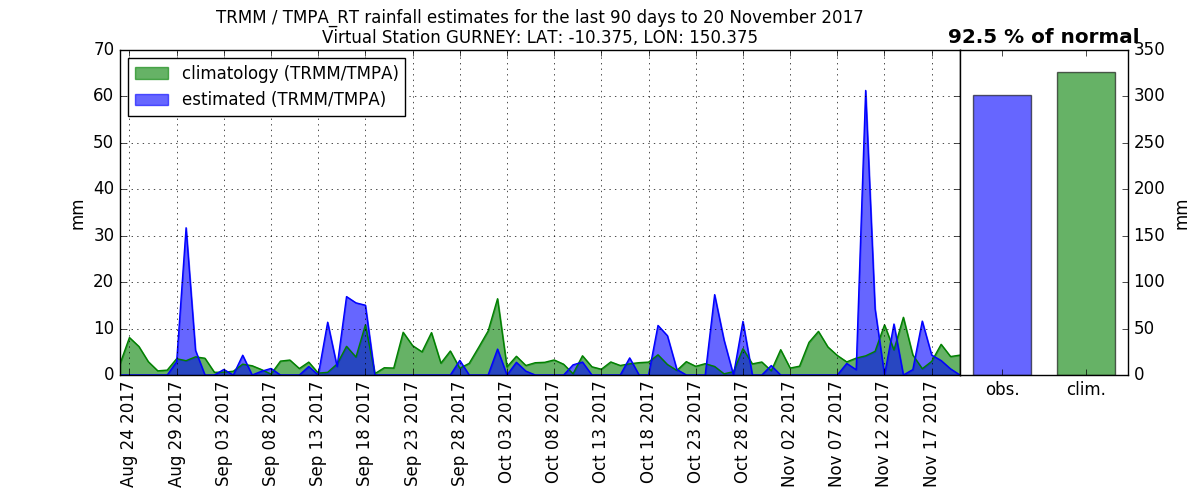 TRMM / TMPA_RT rainfall estimates for the last 90 days to 20 November 2017
Virtual Station GURNEY: LAT: -10.375, LON: 150.375
92.5 % of normal
climatology (TRMM/TMPA)
estimated (TRMM/TMPA)
70
60
50
40
30
20
10
0
mm
350
300
250
200
150
100
50
0
mm
Aug 24 2017
Aug 29 2017
Sep 03 2017
Sep 08 2017
Sep 13 2017
Sep 18 2017
Sep 23 2017
Sep 28 2017
Oct 03 2017
Oct 08 2017
Oct 13 2017
Oct 18 2017
Oct 23 2017
Oct 28 2017
Nov 02 2017
Nov 07 2017
Nov 12 2017
Nov 17 2017
obs.
clim.